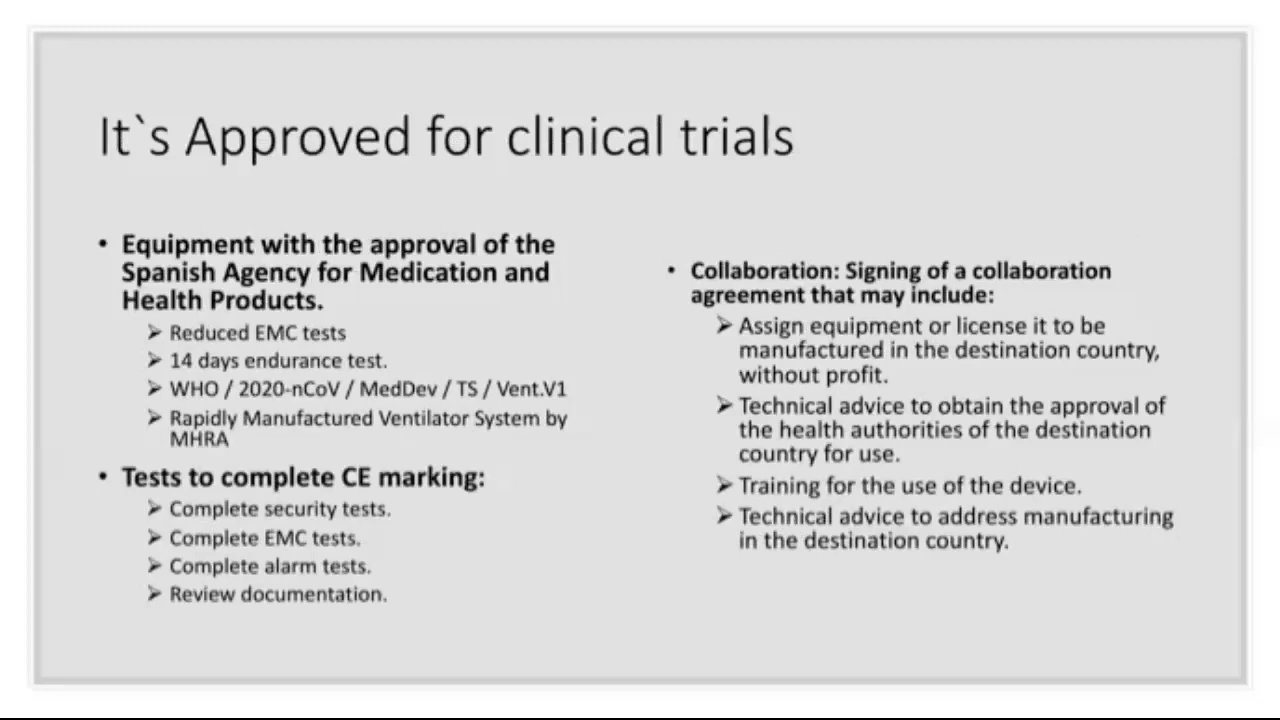 It`s Approved for clinical trials
• Equipment with the approval of the
Spanish Agency for Medication and
Health Products.
➢ Reduced EMC tests
➢ 14 days endurance test.
➢ WHO / 2020-nCoV / MedDev / TS / Vent.V1
➢ Rapidly Manufactured Ventilator System by
MHRA
• Tests to complete CE marking:
➢ Complete security tests.
➢ Complete EMC tests.
➢ Complete alarm tests.
➢ Review documentation.
• Collaboration: Signing of a collaboration
agreement that may include:
➢ Assign equipment or license it to be
manufactured in the destination country,
without profit.
➢ Technical advice to obtain the approval of
the health authorities of the destination
country for use.
➢ Training for the use of the device.
➢ Technical advice to address manufacturing
in the destination country.